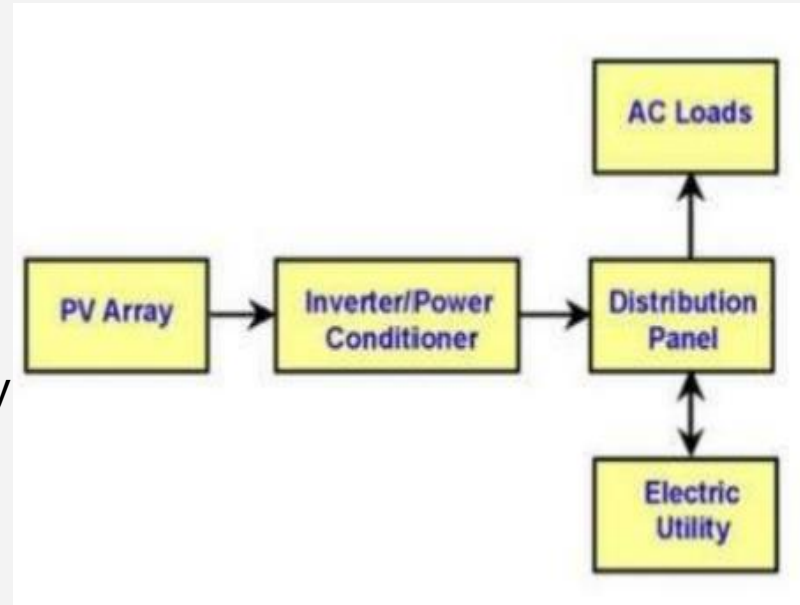 AC Loads
PV Array
Inverter/Power
Conditioner
Distribution
Panel
y
Electric
Utility